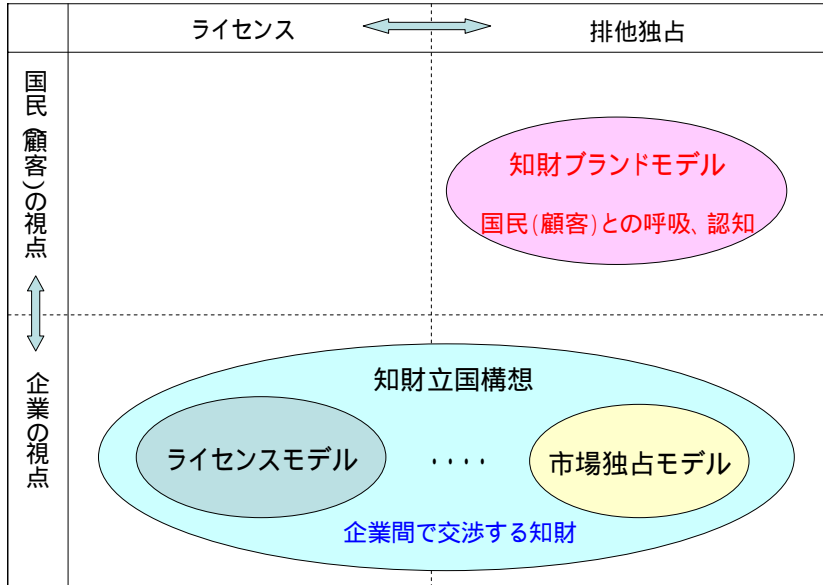 ライセンス
排他独占
国民(顧客)の視点
知財ブランドモデル
国民(顧客)との呼吸、認知
企業の視点
知財立国構想
ライセンスモデル
・・・・
市場独占モデル
企業間で交渉する知財